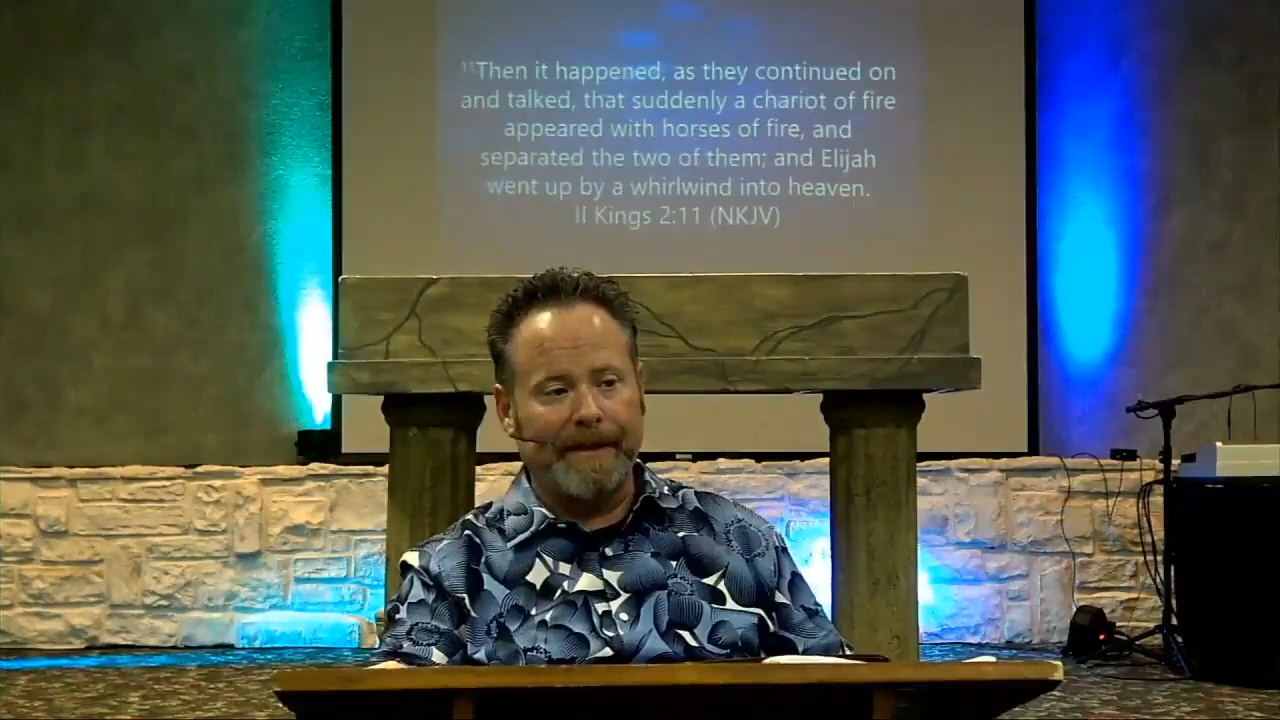 ¹¹Then it happened, as they continued on
and talked, that suddenly a chariot of fire
appeared with horses of fire, and
separated the two of them; and Elijah
went up by a whirlwind into heaven.
II Kings 2:11 (NKJV)